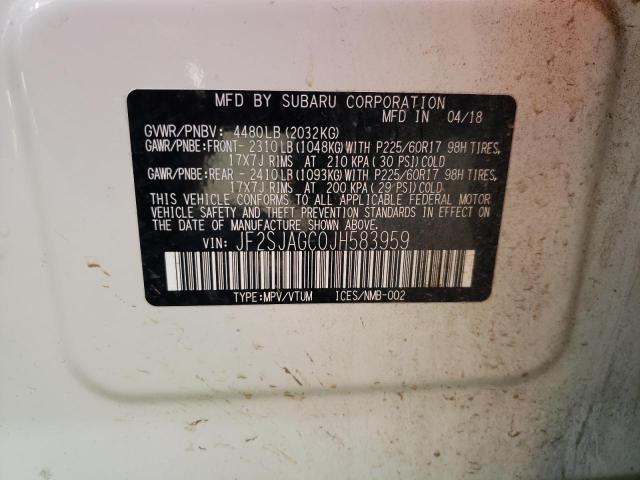 MFD BY SUBARU CORPORATION
MFD IN 04/18
GVWR/PNBV: 4480LB(2032KG)
GAWR/PNBE:FRONT- 2310LB(1048KG)WITH P225/60R17 98H TIRES,
17X7J RIMS AT 210 KPA (30 PSI)COLD
GAWR/PNBE:REAR - 2410LB(1093KG)WITH P225/60R17 98H TIRES,
17X7J RIMS AT 200 KPA (29 PSI)COLD
THIS VEHICLE CONFORMS TO ALL APPLICABLE FEDERAL MOTOR
VEHICLE SAFETY AND THEFT PREVENTION STANDARDS IN EFFECT ON
THE DATE OF MANUFACTURE SHOWN ABOVE.
VIN: JF2SJAGC0JH583959
TYPE:MPV/VTUM ICES/NMB-002